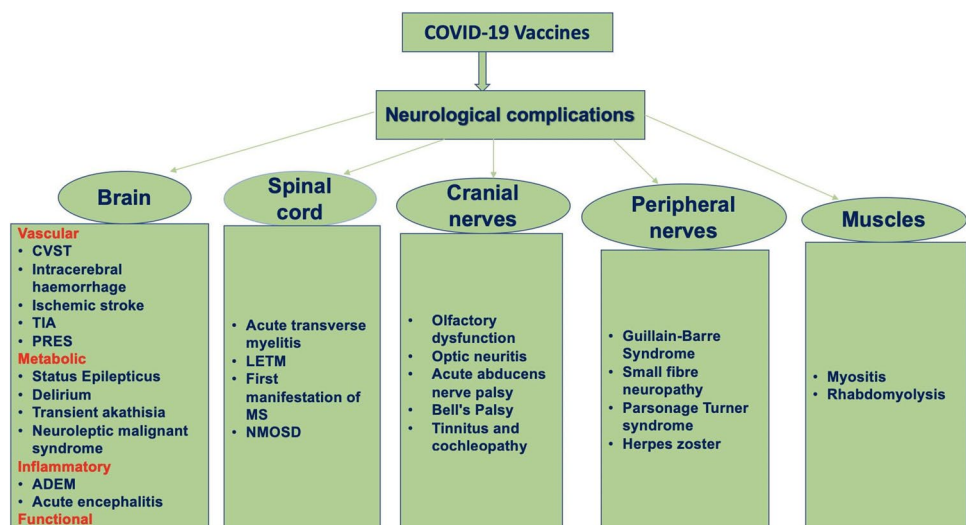 COVID-19 Vaccines
Neurological complications
Brain
Vascular
• CVST
• Intracerebral
haemorrhage
• Ischemic stroke
• TIA
• PRES
Metabolic
• Status Epilepticus
• Delirium
• Transient akathisia
• Neuroleptic malignant
syndrome
Inflammatory
• ADEM
• Acute encephalitis
Functional
Spinal
cord
• Acute transverse
myelitis
• LETM
• First
manifestation of
MS
• NMOSD
Cranial
nerves
• Olfactory
dysfunction
• Optic neuritis
• Acute abducens
nerve palsy
• Bell's Palsy
• Tinnitus and
cochleopathy
Peripheral
nerves
• Guillain-Barre
Syndrome
• Small fibre
neuropathy
• Parsonage Turner
syndrome
• Herpes zoster
Muscles
• Myositis
• Rhabdomyolysis